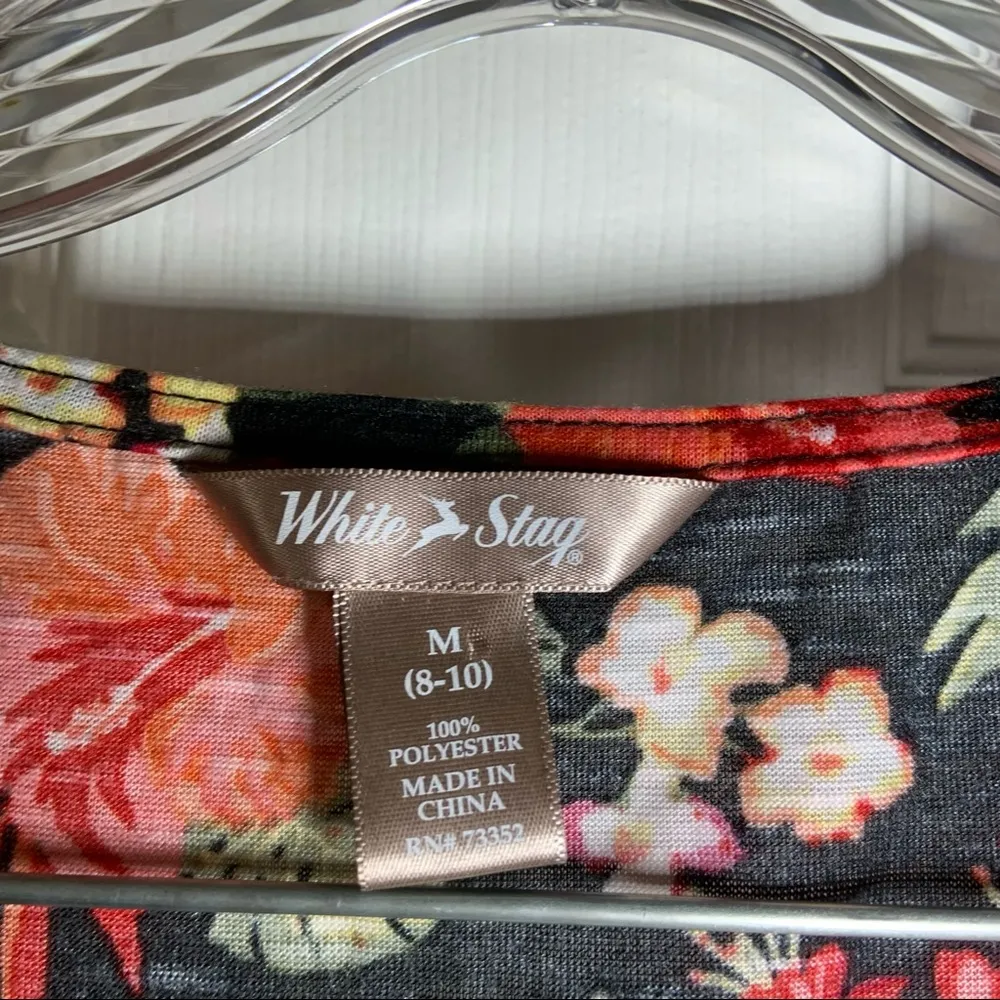 White Stag®
M
(8-10)
100%
POLYESTER
MADE IN
CHINA
RN# 73352